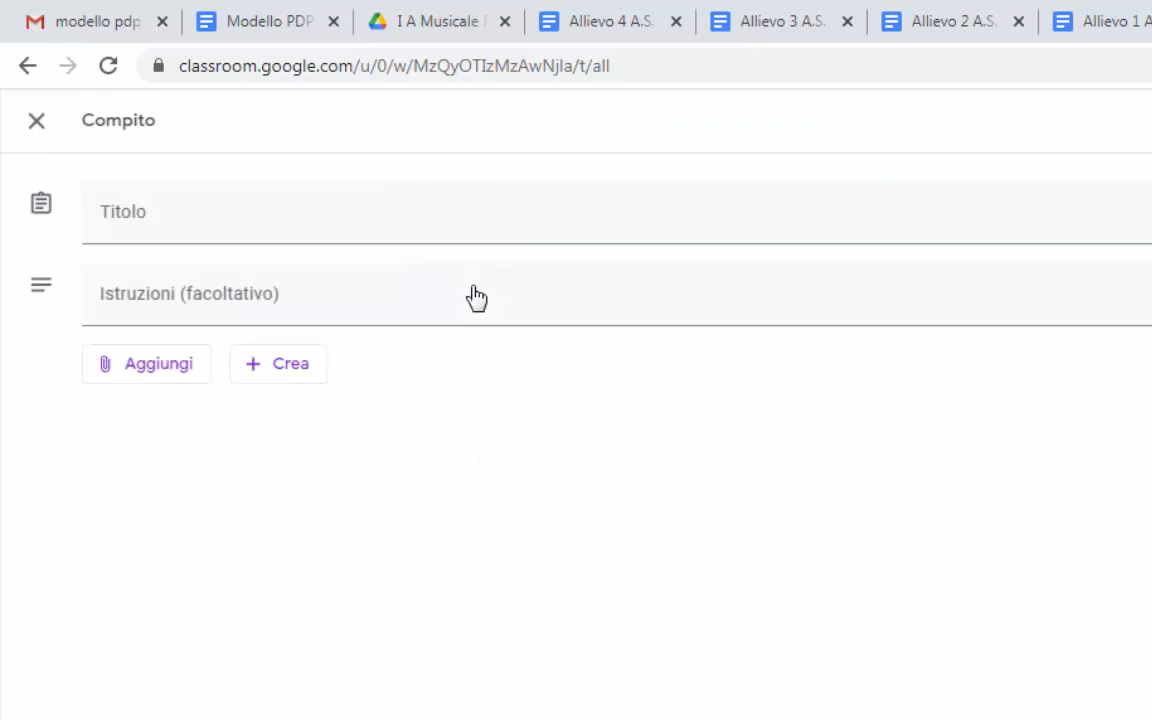 modello pdp
Modello PDP
I A Musicale
Allievo 4 A.S.
Allievo 3 A.S.
Allievo 2 A.S.
Allievo 1 A
classroom.google.com/u/0/w/MzQyOTIzMzAwNjIa/t/all
Compito
Titolo
Istruzioni (facoltativo)
Aggiungi
+ Crea